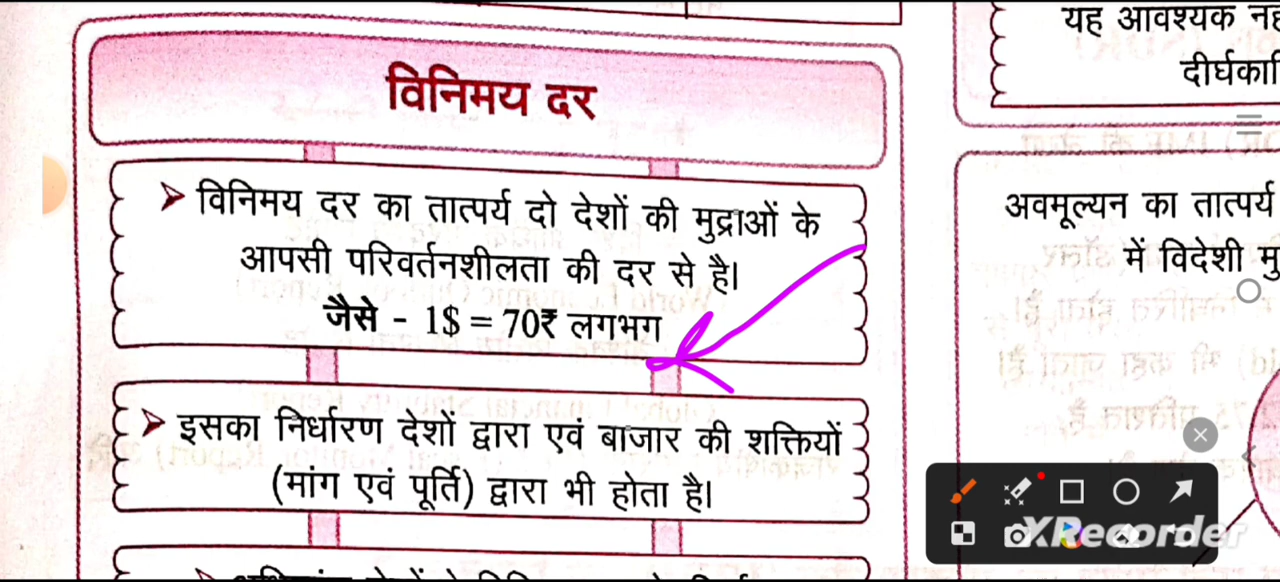 विनिमय दर
➤ विनिमय दर का तात्पर्य दो देशों की मुद्राओं के
आपसी परिवर्तनशीलता की दर से है।
जैसे - 1$ = 70₹ लगभग
➤ इसका निर्धारण देशों द्वारा एवं बाजार की शक्तियों
(मांग एवं पूर्ति) द्वारा भी होता है।
यह आवश्यक
अवमूल्यन का तात्पर्य
में विदेशी
XRecorder